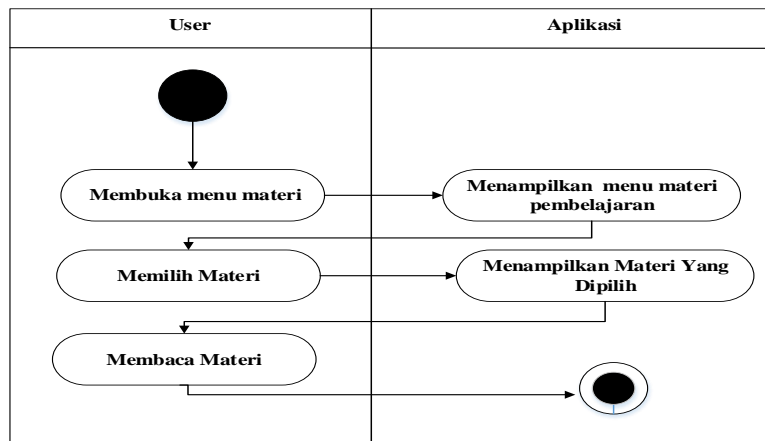 User
Aplikasi
Membuka menu materi
Menampilkan menu materi
pembelajaran
Memilih Materi
Menampilkan Materi Yang
Dipilih
Membaca Materi